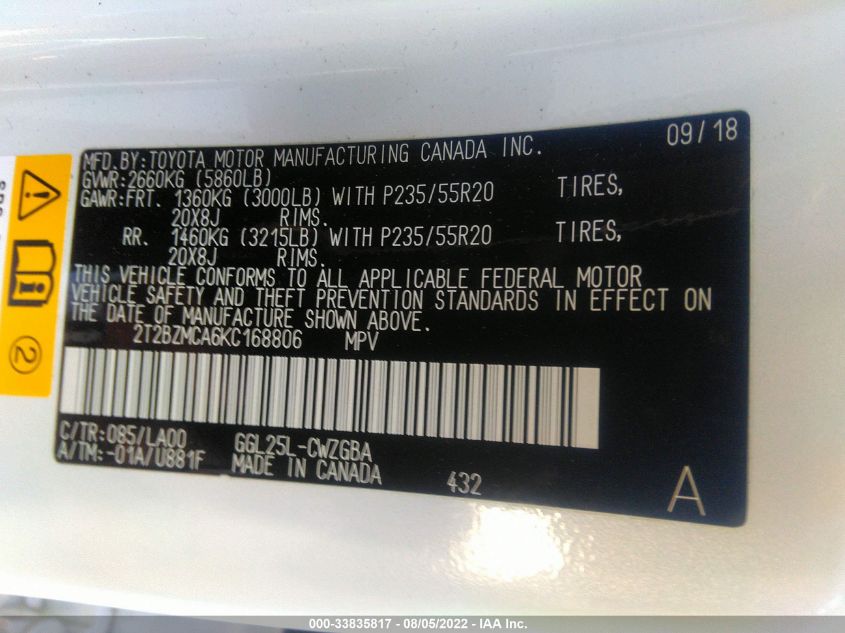 09/18
MFD.BY:TOYOTA MOTOR MANUFACTURING CANADA INC.
GVWR:2660KG (5860LB)
GAWR:FRT. 1360KG (3000LB) WITH P235/55R20 TIRES,
20X8J RIMS.
RR. 1460KG (3215LB) WITH P235/55R20 TIRES,
20X8J RIMS.
THIS VEHICLE CONFORMS TO ALL APPLICABLE FEDERAL MOTOR
VEHICLE SAFETY AND THEFT PREVENTION STANDARDS IN EFFECT ON
THE DATE OF MANUFACTURE SHOWN ABOVE.
2T2BZMCA6KC168806 MPV
C/TR:085/LA00 GGL25L-CWZGBA
A/TM:-01A/U881F MADE IN CANADA 432
A
2
000-33835817 - 08/05/2022 - IAA Inc.